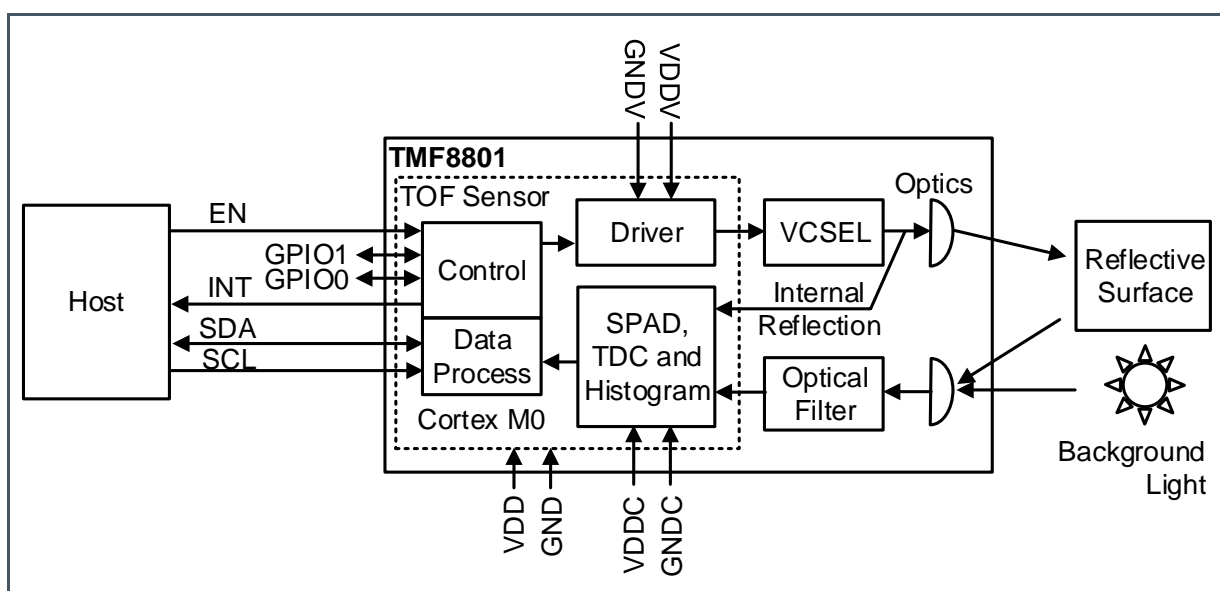 GNDV
VDDV
TMF8801
TOF Sensor
Optics
EN
Driver
VCSEL
GPIO1
Control
GPIO0
Reflective
Surface
Host
INT
Internal
Reflection
SPAD,
TDC and
Histogram
SDA
Data
Process
SCL
Optical
Filter
Cortex M0
Background
Light
VDD
GND
VDDC
GNDC